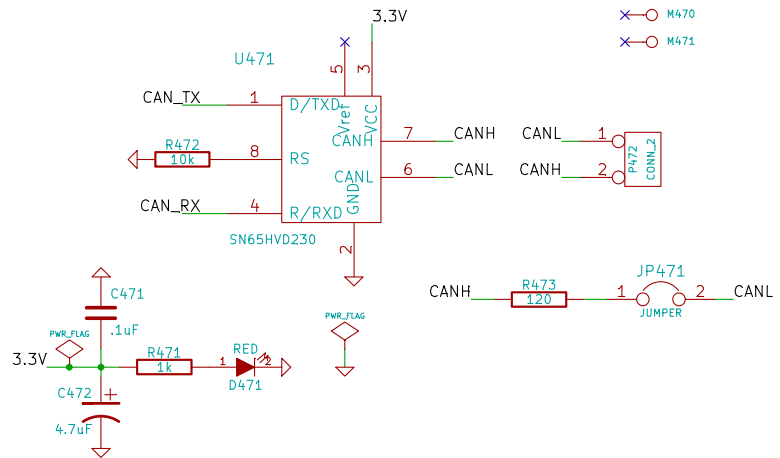 3.3V
M470
M471
U471
5
3
CAN_TX
1
D/TXD
Vref
VCC
R472
10k
8
RS
CANH
7
CANH
CANL
6
CANL
CAN_RX
4
R/RXD
GND
SN65HVD230
2
CANL
1
CANH
2
P472
CONN_2
C471
.1uF
PWR_FLAG
3.3V
R471
1k
RED
1
2
D471
C472
4.7uF
PWR_FLAG
CANH
R473
120
JP471
1
2
CANL
JUMPER